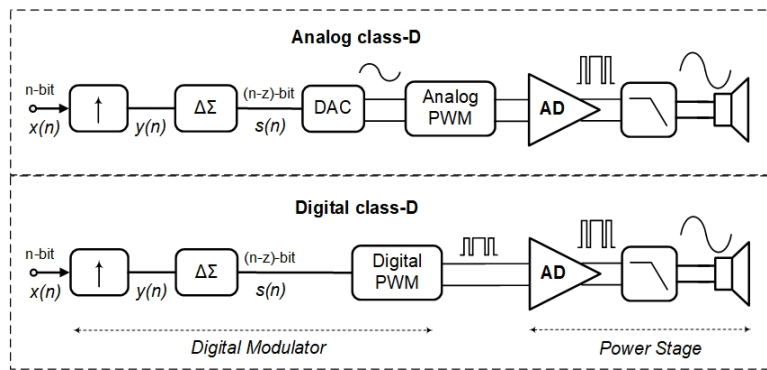 Analog class-D
n-bit
x(n)
↑
y(n)
ΔΣ
(n-z)-bit
s(n)
DAC
Analog
PWM
AD
Digital class-D
n-bit
x(n)
↑
y(n)
ΔΣ
(n-z)-bit
s(n)
Digital
PWM
AD
Digital Modulator
Power Stage